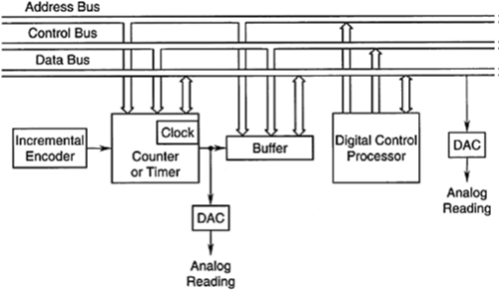 Address Bus
Control Bus
Data Bus
Incremental
Encoder
Clock
Counter
or Timer
Buffer
Digital Control
Processor
DAC
Analog
Reading
DAC
Analog
Reading